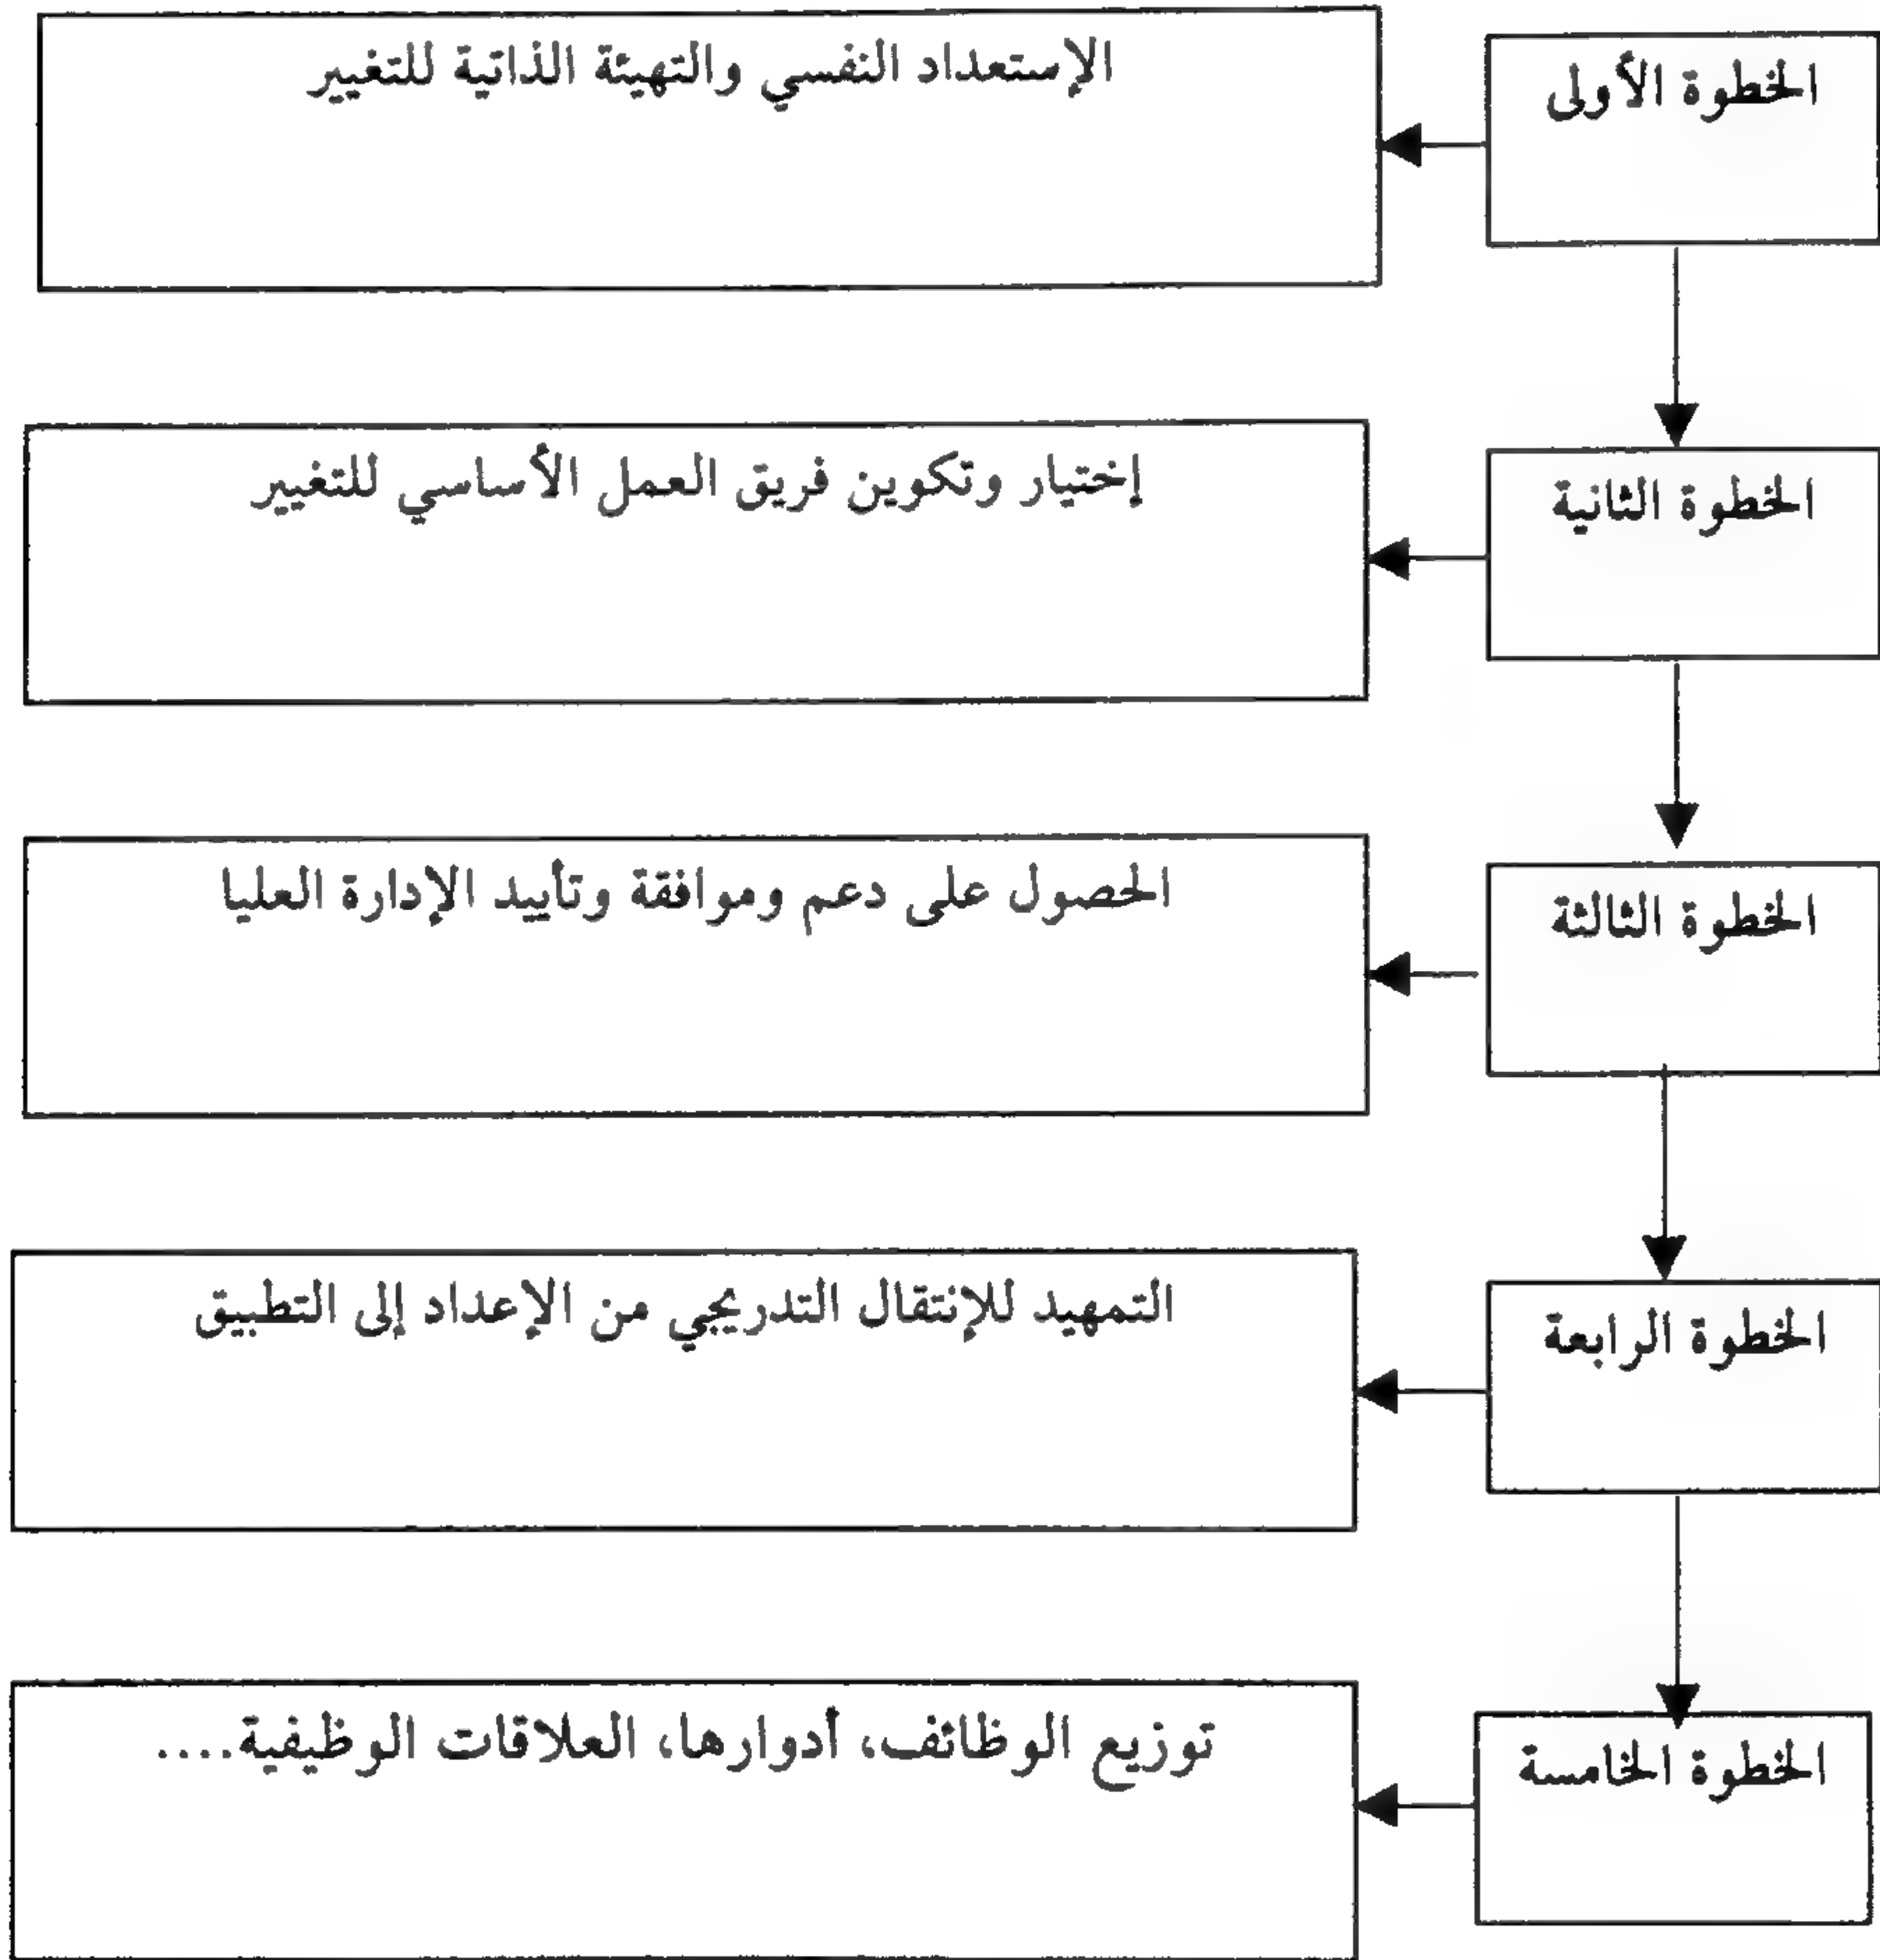 الخطوة الأولى
الإستعداد النفسي والتهيئة الذاتية للتغيير
الخطوة الثانية
إختيار وتكوين فريق العمل الأساسي للتغيير
الخطوة الثالثة
الحصول على دعم وموافقة وتأييد الإدارة العليا
الخطوة الرابعة
التمهيد للإنتقال التدريجي من الإعداد إلى التطبيق
الخطوة الخامسة
توزيع الوظائف، أدوارها، العلاقات الوظيفية....